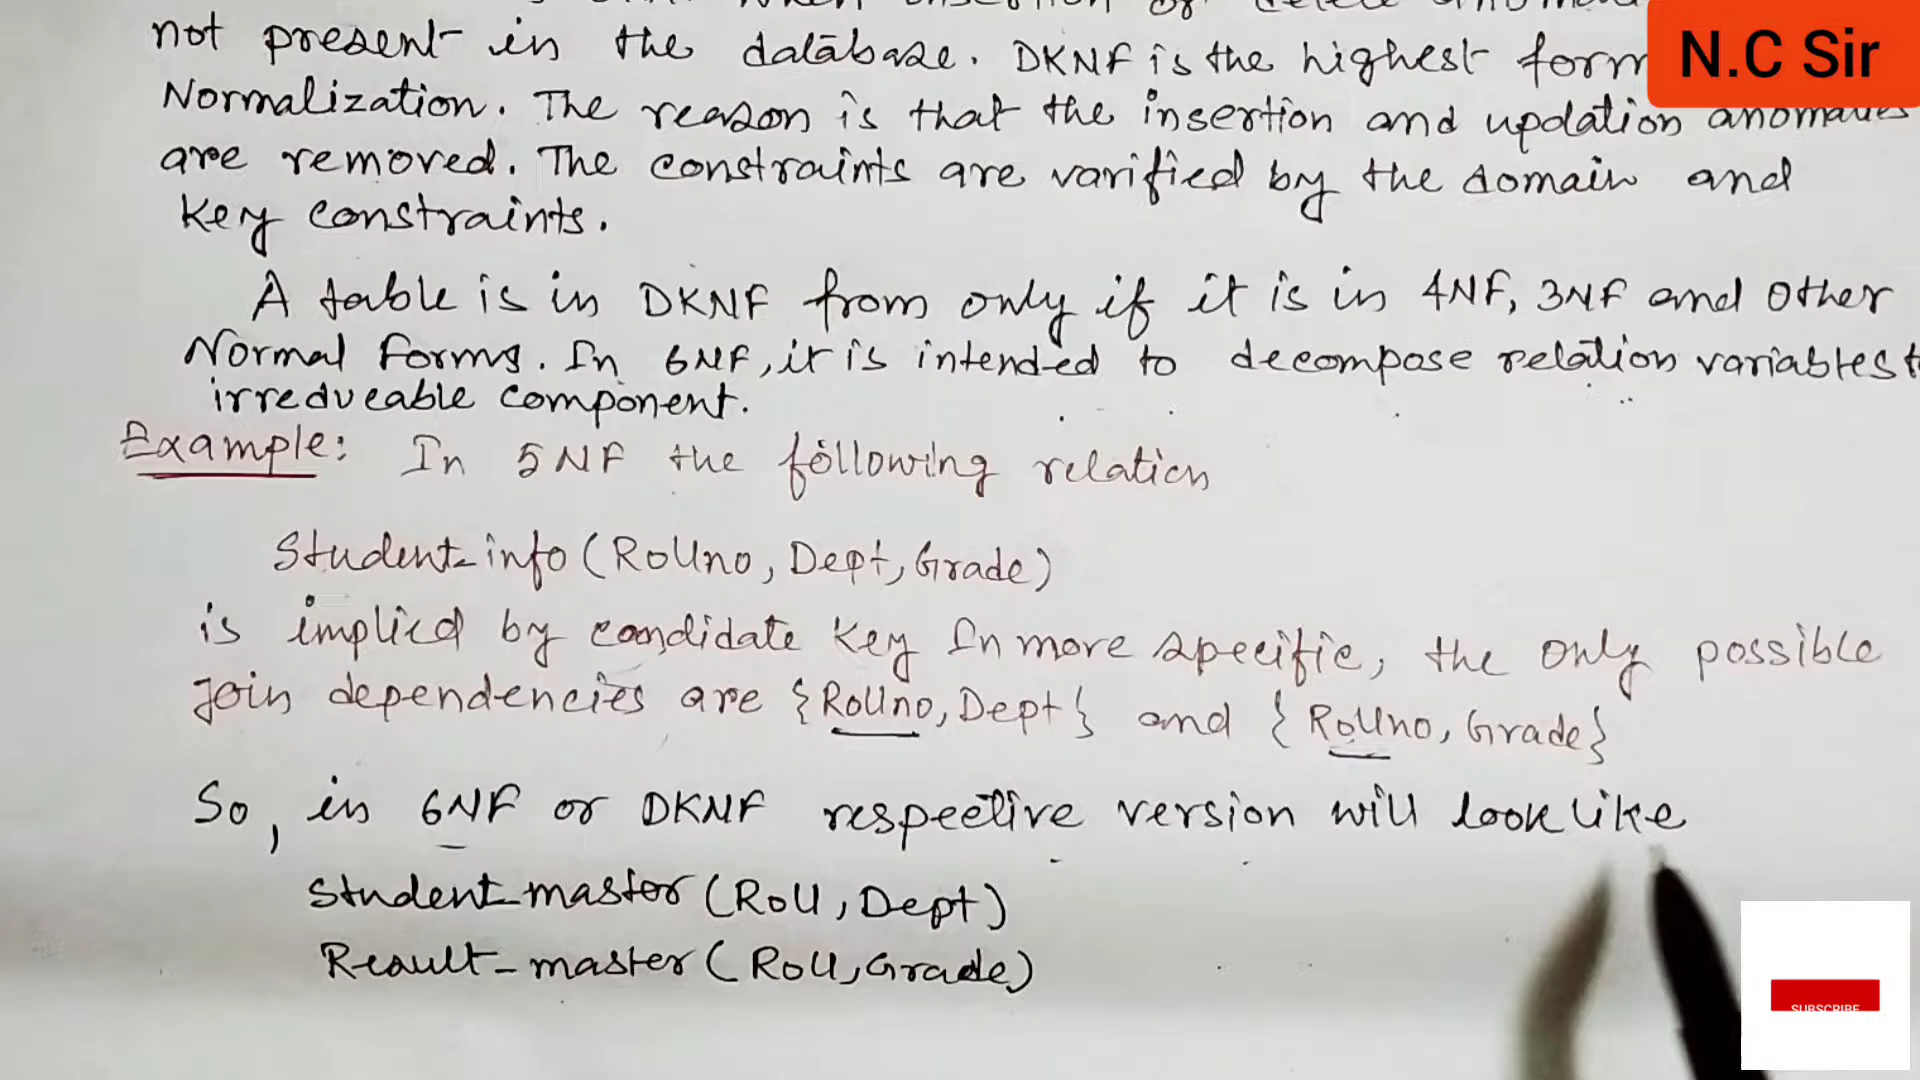 not present in the database. DKNF is the highest form
Normalization. The reason is that the insertion and updation anomalies
are removed. The constraints are varified by the domain and
Key constraints.
A table is in DKNF from only if it is in 4NF, 3NF and other
Normal forms. In 6NF, it is intended to decompose relation variables
irredueable component.
Example: In 5NF the following relation
Student-info (Rollno, Dept, Grade)
is implied by candidate key In more specific, the only possible
Join dependencies are {Rollno, Dept} and {Rollno, Grade}
So, in 6NF or DKNF respective version will look like
Student-master (Roll, Dept)
Result-master (Roll, Grade)
N.C Sir
SUBSCRIBE